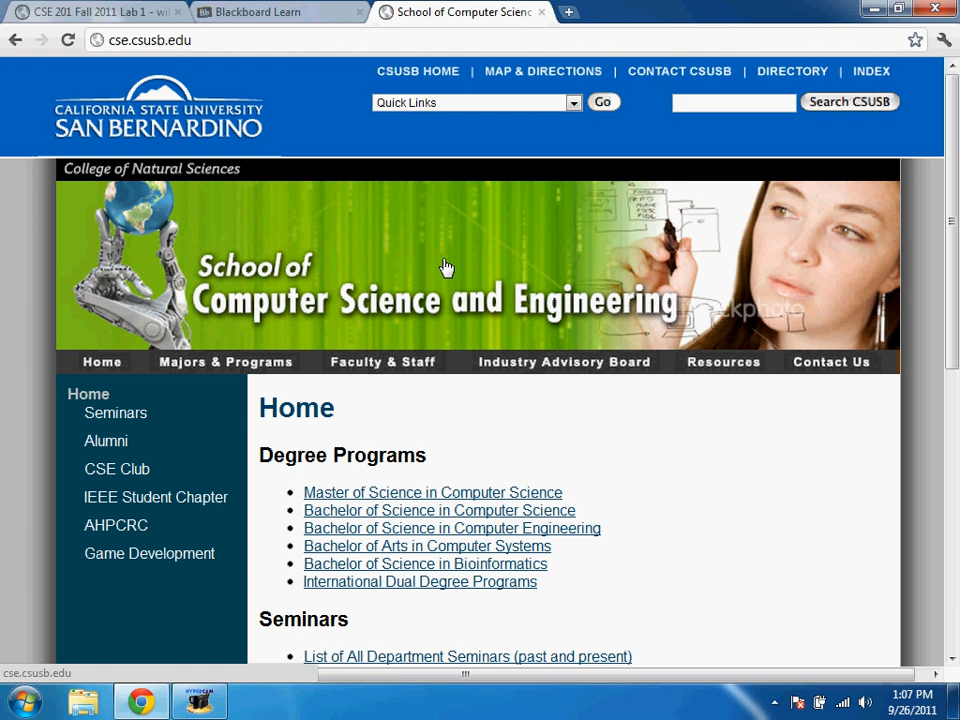 CSE 201 Fall 2011 Lab 1 - wil
Blackboard Learn
School of Computer Scienc
cse.csusb.edu
CSUSB HOME | MAP & DIRECTIONS | CONTACT CSUSB | DIRECTORY | INDEX
Quick Links
Go
Search CSUSB
CALIFORNIA STATE UNIVERSITY
SAN BERNARDINO
College of Natural Sciences
School of
Computer Science and Engineering
kphoto
Home
Majors & Programs
Faculty & Staff
Industry Advisory Board
Resources
Contact Us
Home
Seminars
Alumni
CSE Club
IEEE Student Chapter
AHPCRC
Game Development
Home
Degree Programs
Master of Science in Computer Science
Bachelor of Science in Computer Science
Bachelor of Science in Computer Engineering
Bachelor of Arts in Computer Systems
Bachelor of Science in Bioinformatics
International Dual Degree Programs
Seminars
List of All Department Seminars (past and present)
cse.csusb.edu
HYPERCAM
1:07 PM
9/26/2011